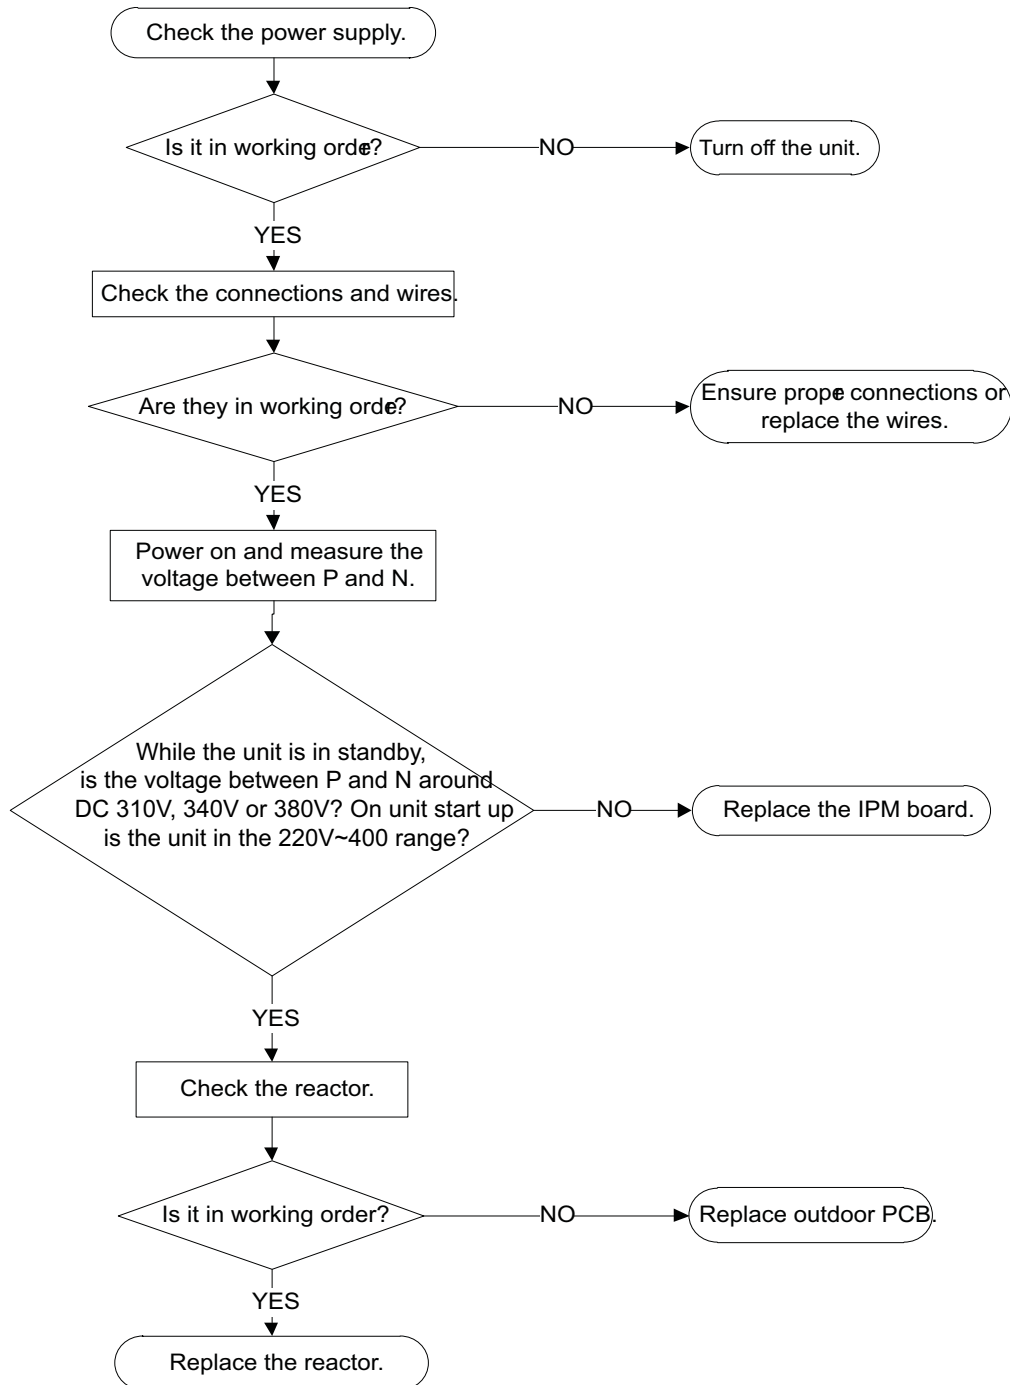 Check the power supply.
Is it in working order?
NO
Turn off the unit.
YES
Check the connections and wires.
Are they in working order?
NO
Ensure proper connections or
replace the wires.
YES
Power on and measure the
voltage between P and N.
While the unit is in standby,
is the voltage between P and N around
DC 310V, 340V or 380V? On unit start up
is the unit in the 220V~400 range?
NO
Replace the IPM board.
YES
Check the reactor.
Is it in working order?
NO
Replace outdoor PCB.
YES
Replace the reactor.